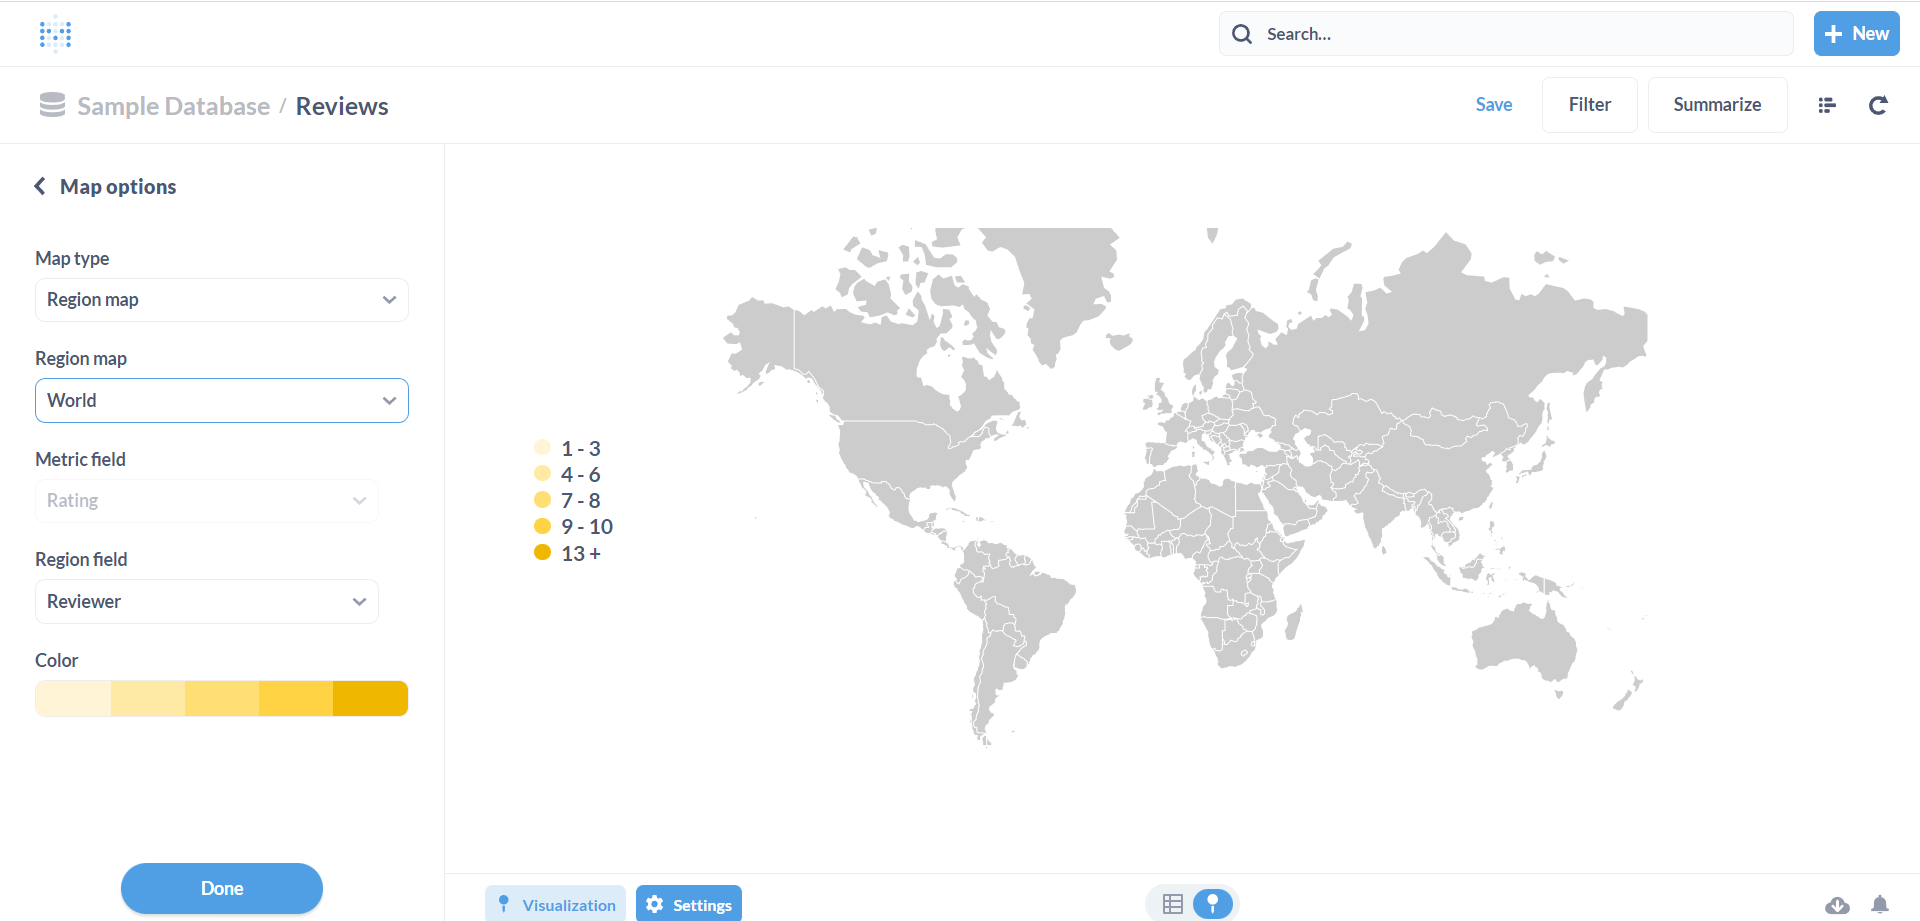 Search...
New
Sample Database / Reviews
Save
Filter
Summarize
Map options
Map type
Region map
Region map
World
Metric field
Rating
Region field
Reviewer
Color
1 - 3
4 - 6
7 - 8
9 - 10
13 +
Done
Visualization
Settings